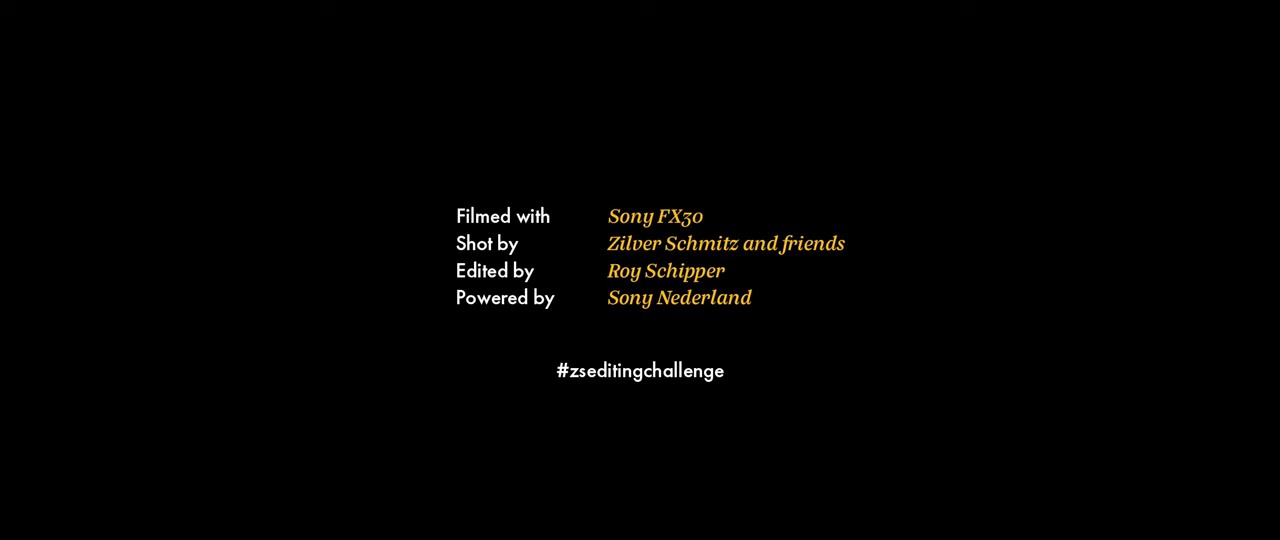 Filmed with Sony FX30
Shot by Zilver Schmitz and friends
Edited by Roy Schipper
Powered by Sony Nederland
#zseditingchallenge